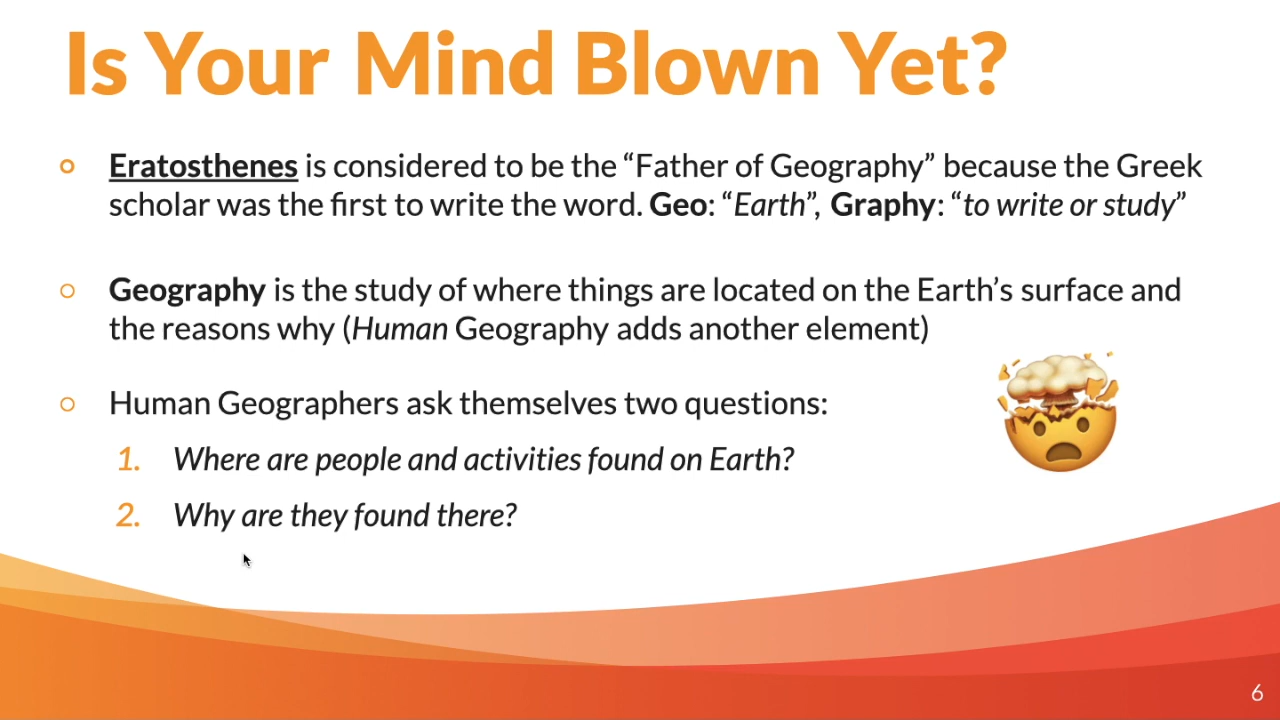 Is Your Mind Blown Yet?
Eratosthenes is considered to be the “Father of Geography” because the Greek
scholar was the first to write the word. Geo: “Earth”, Graphy: “to write or study”
Geography is the study of where things are located on the Earth’s surface and
the reasons why (Human Geography adds another element)
Human Geographers ask themselves two questions:
1. Where are people and activities found on Earth?
2. Why are they found there?
6